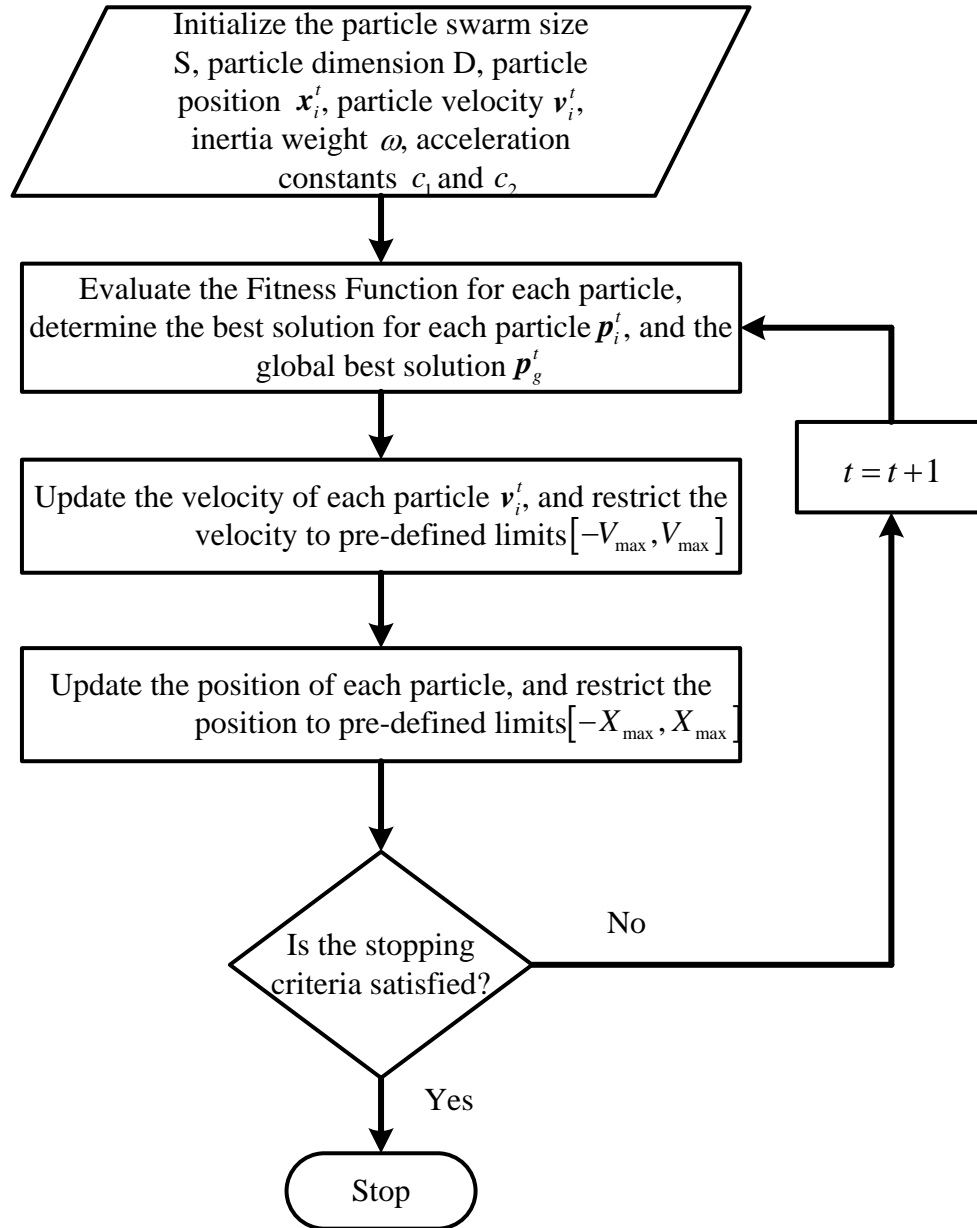 Initialize the particle swarm size
S, particle dimension D, particle
position x_i^t, particle velocity v_i^t,
inertia weight ω, acceleration
constants c_1 and c_2
Evaluate the Fitness Function for each particle,
determine the best solution for each particle p_i^t, and the
global best solution p_g^t
Update the velocity of each particle v_i^t, and restrict the
velocity to pre-defined limits[−V_max, V_max]
t = t+1
Update the position of each particle, and restrict the
position to pre-defined limits[−X_max, X_max]
Is the stopping
criteria satisfied?
No
Yes
Stop